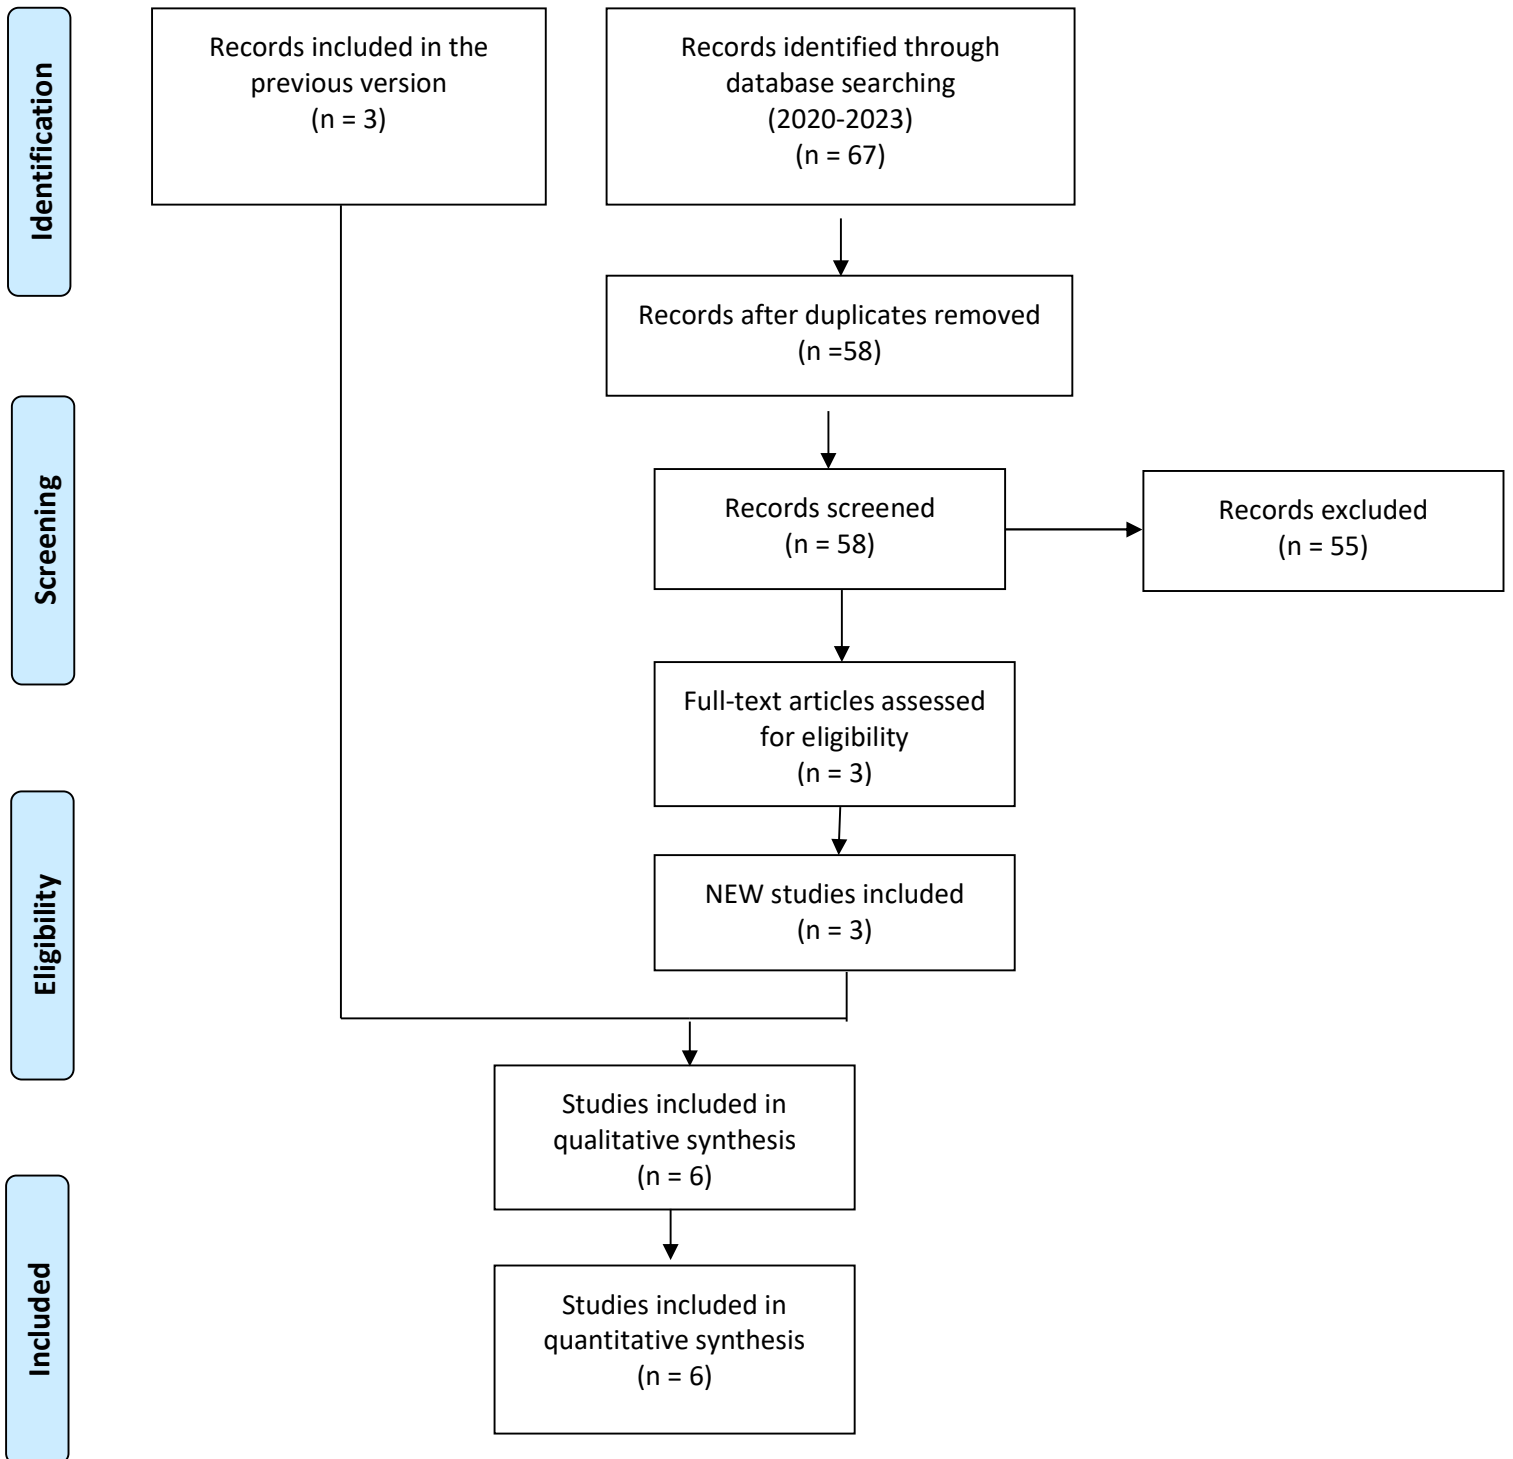 Identification
Records included in the
previous version
(n = 3)
Records identified through
database searching
(2020-2023)
(n = 67)
Records after duplicates removed
(n =58)
Screening
Records screened
(n = 58)
Records excluded
(n = 55)
Full-text articles assessed
for eligibility
(n = 3)
Eligibility
NEW studies included
(n = 3)
Studies included in
qualitative synthesis
(n = 6)
Included
Studies included in
quantitative synthesis
(n = 6)